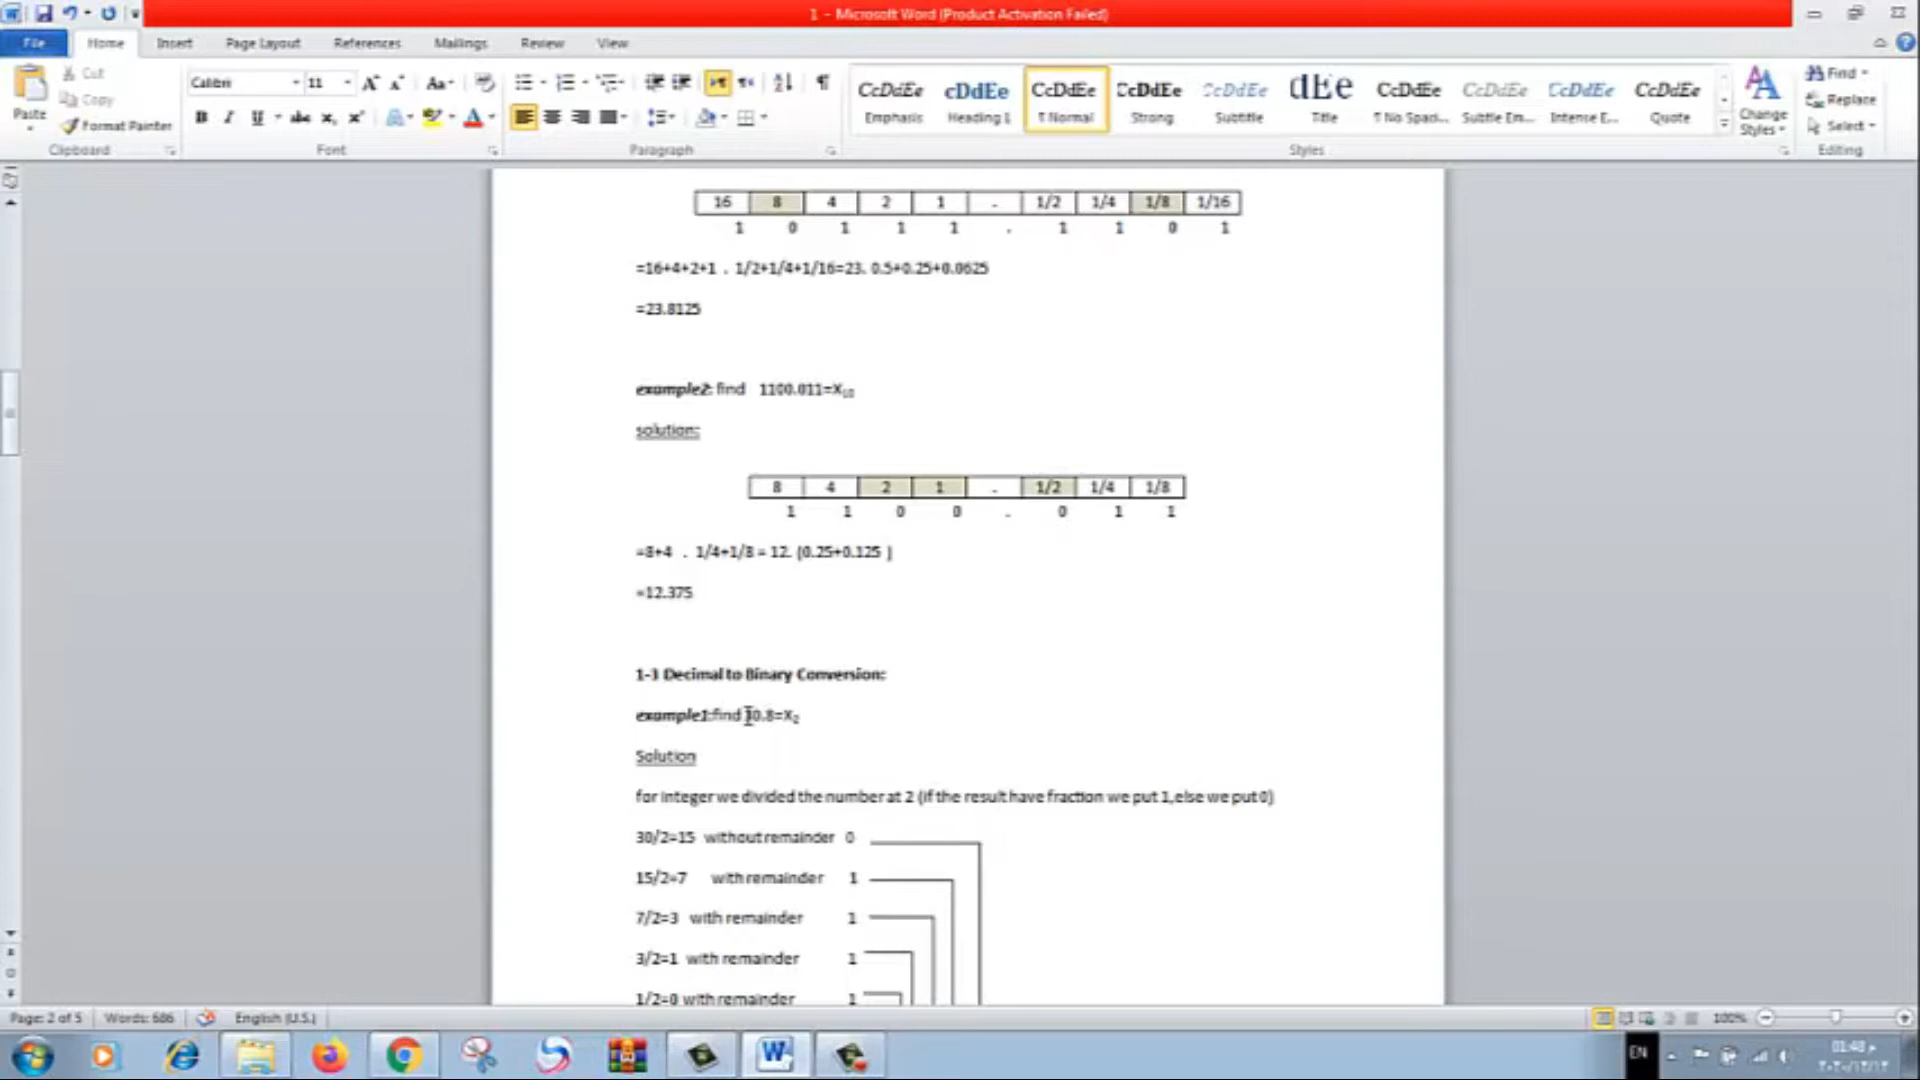 1 - Microsoft Word (Product Activation Failed)
File Home Insert Page Layout References Mailings Review View
Cut
Copy
Format Painter
Paste
Calibri 11
CcDdEe cDdEe CcDdEe CcDdEe CcDdEe dEe CcDdEe CcDdEe CcDdEe CcDdEe
Emphasis Heading 1 ¶ Normal Strong Subtitle Title ¶ No Spaci... Subtle Em... Intense E... Quote
Change Styles
Find
Replace
Select
Clipboard Font Paragraph Styles Editing
16 8 4 2 1 . 1/2 1/4 1/8 1/16
1 0 1 1 1 . 1 1 0 1
=16+4+2+1 . 1/2+1/4+1/16=23. 0.5+0.25+0.0625
=23.8125
example2: find 1100.011=X10
solution:
8 4 2 1 . 1/2 1/4 1/8
1 1 0 0 . 0 1 1
=8+4 . 1/4+1/8 = 12. (0.25+0.125 )
=12.375
1-3 Decimal to Binary Conversion:
example1:find 30.8=X2
Solution
for integer we divided the number at 2 (if the result have fraction we put 1,else we put 0)
30/2=15 without remainder 0
15/2=7 with remainder 1
7/2=3 with remainder 1
3/2=1 with remainder 1
1/2=0 with remainder 1
Page: 2 of 5 Words: 686 English (U.S.) 100%
EN 01:48 م